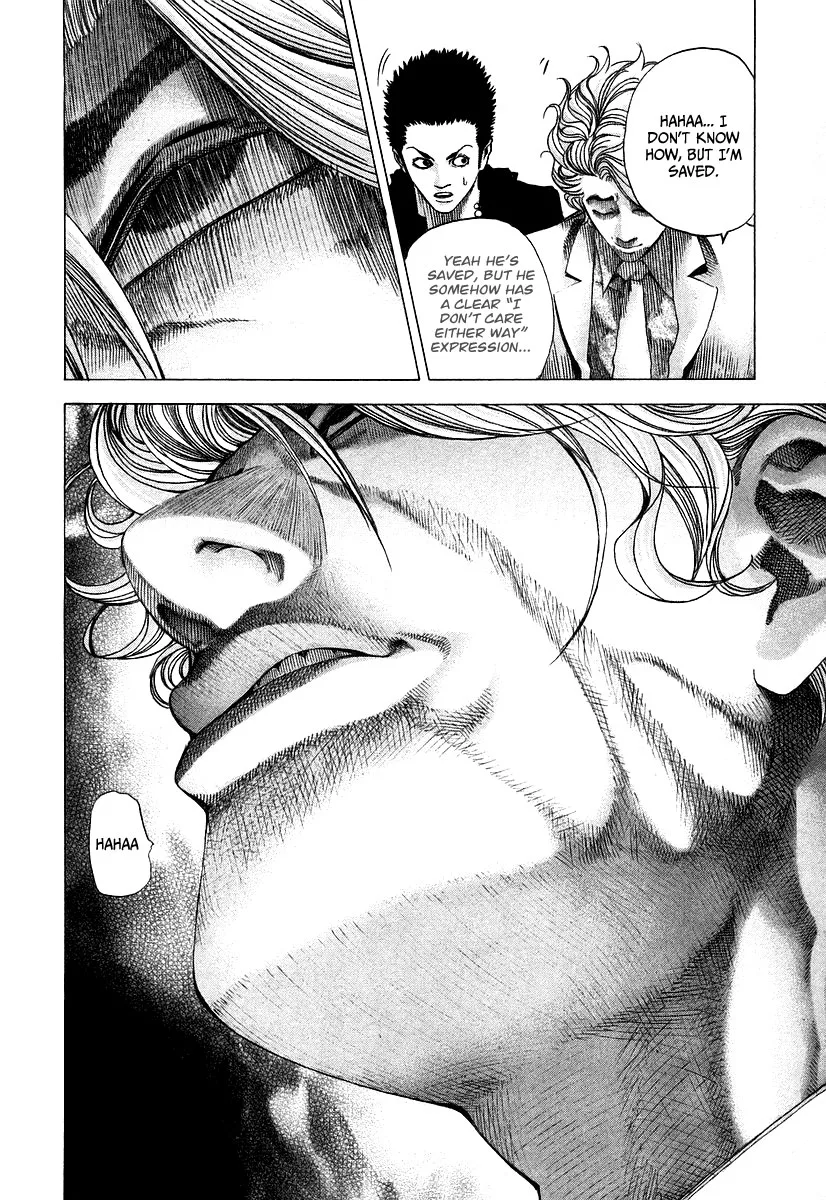 HAHAA... I
DON'T KNOW
HOW, BUT I'M
SAVED.
YEAH HE'S
SAVED, BUT HE
SOMEHOW HAS
A CLEAR "I
DON'T CARE
EITHER WAY"
EXPRESSION...
HAHAA